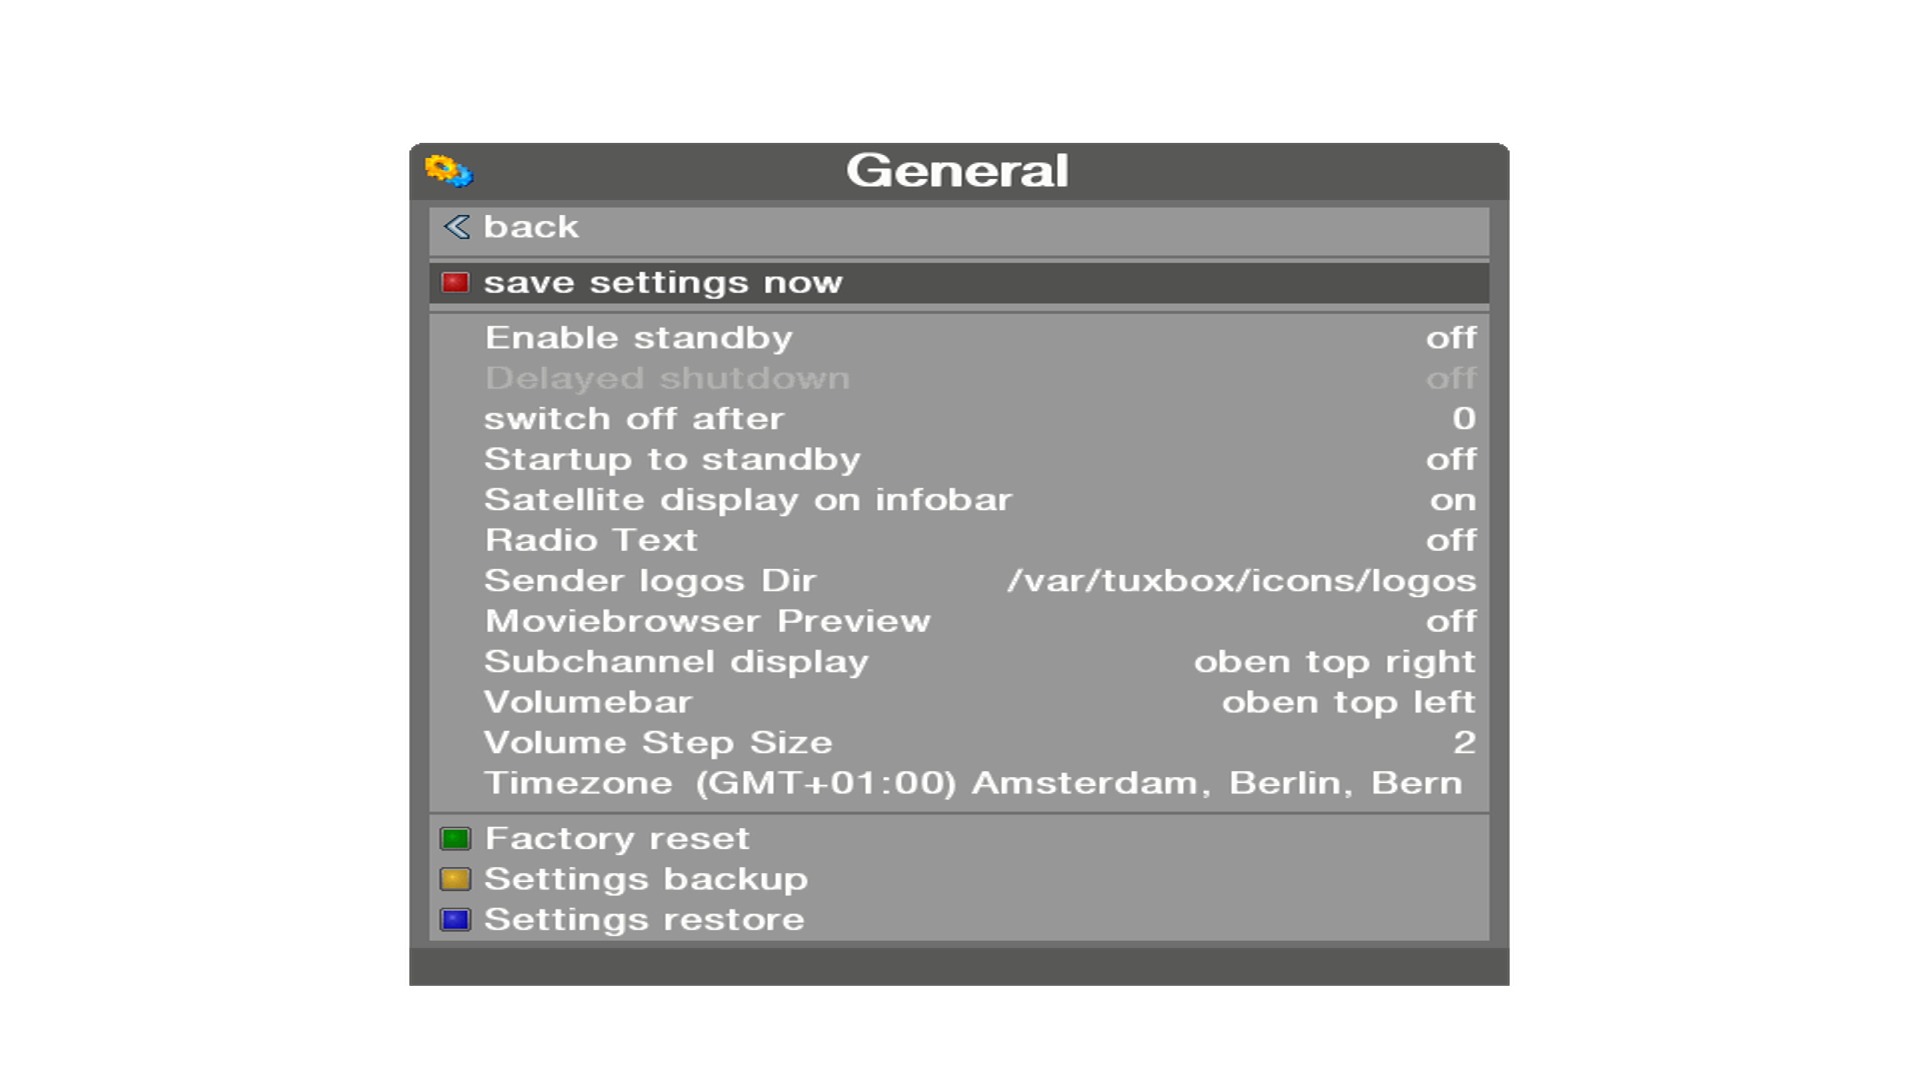 General
back
save settings now
Enable standby off
Delayed shutdown off
switch off after 0
Startup to standby off
Satellite display on infobar on
Radio Text off
Sender logos Dir /var/tuxbox/icons/logos
Moviebrowser Preview off
Subchannel display oben top right
Volumebar oben top left
Volume Step Size 2
Timezone (GMT+01:00) Amsterdam, Berlin, Bern
Factory reset
Settings backup
Settings restore